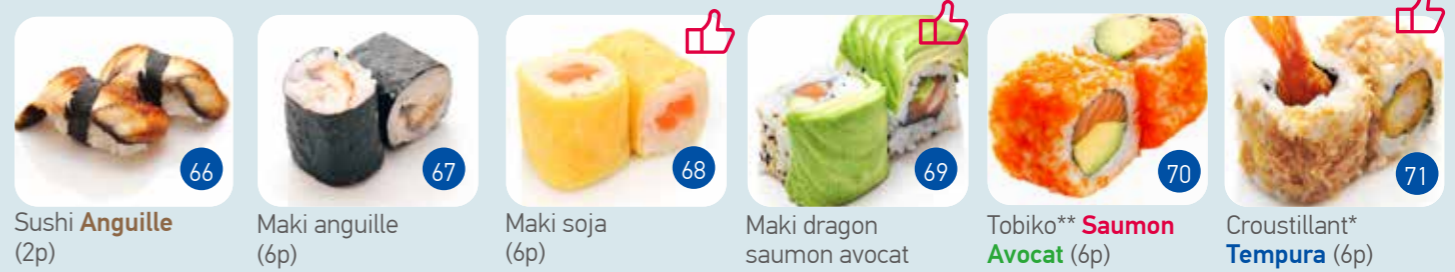 66
67
68
69
70
71
Sushi Anguille
(2p)
Maki anguille
(6p)
Maki soja
(6p)
Maki dragon
saumon avocat
Tobiko** Saumon
Avocat (6p)
Croustillant*
Tempura (6p)